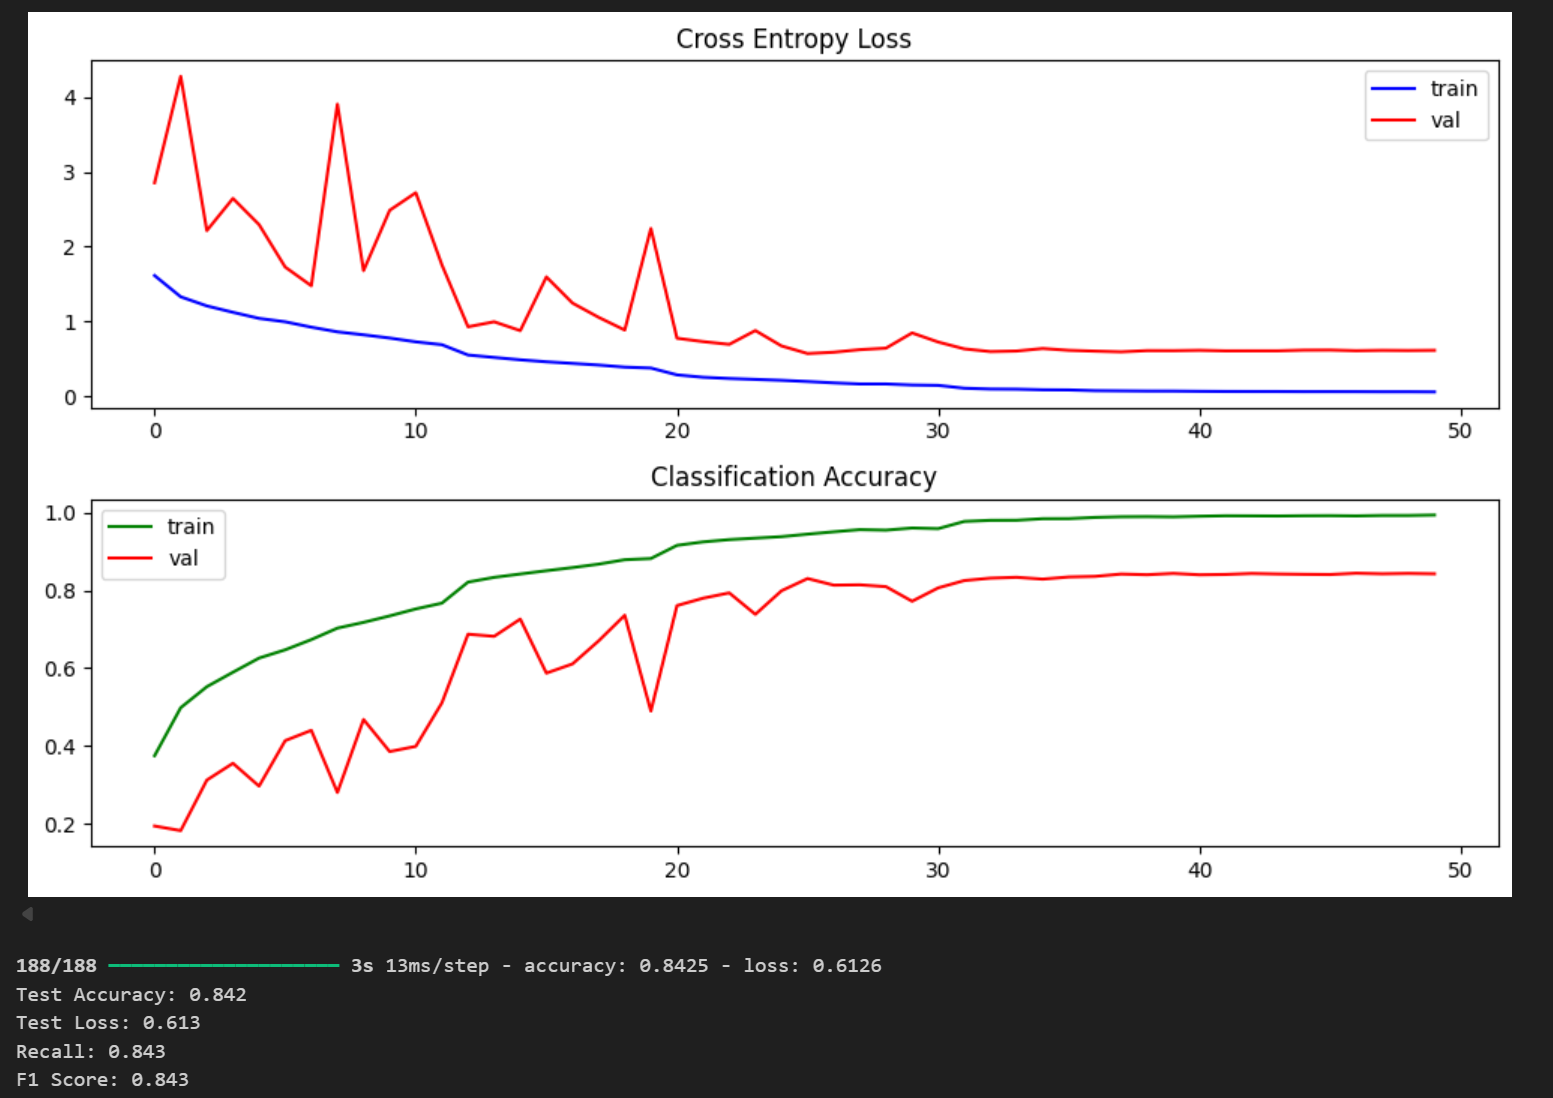 Cross Entropy Loss
train
val
4
3
2
1
0
0 10 20 30 40 50
Classification Accuracy
train
val
1.0
0.8
0.6
0.4
0.2
0 10 20 30 40 50
188/188 ━━━━━━━━━━━━━━━━━━━━ 3s 13ms/step - accuracy: 0.8425 - loss: 0.6126
Test Accuracy: 0.842
Test Loss: 0.613
Recall: 0.843
F1 Score: 0.843